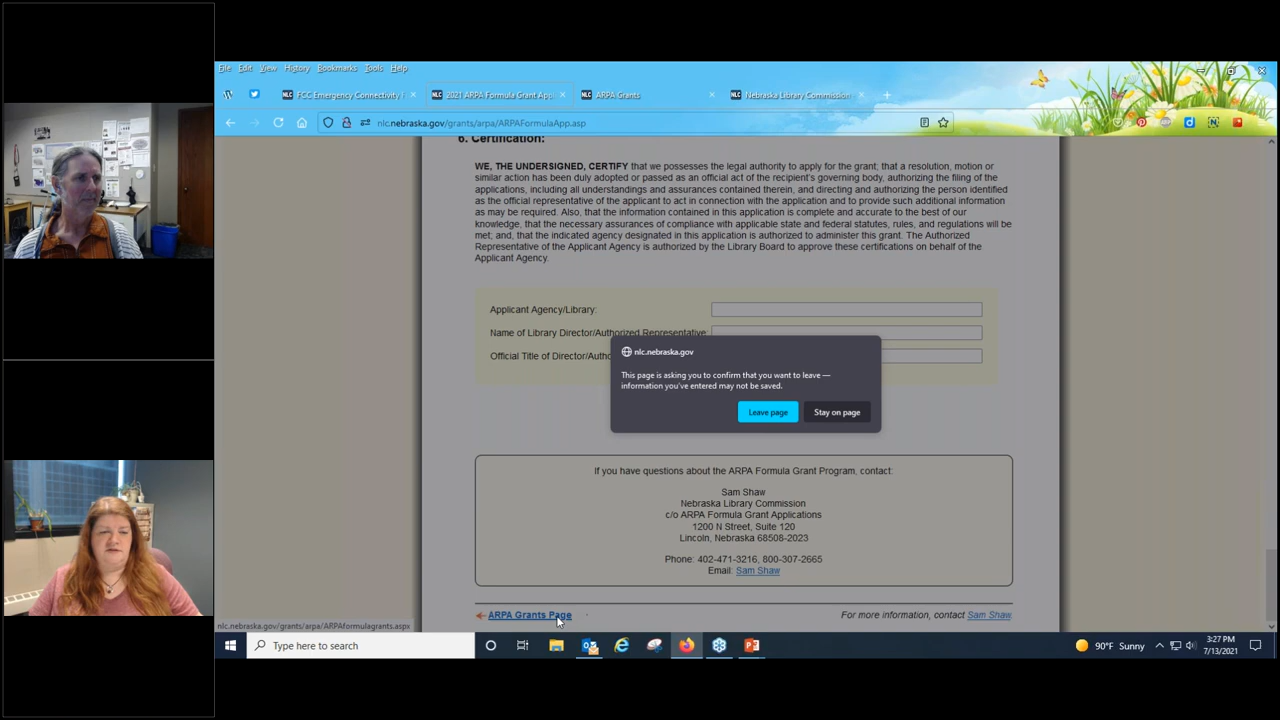 File Edit View History Bookmarks Tools Help
NLC FCC Emergency Connectivity
NLC 2021 ARPA Formula Grant App
NLC ARPA Grants
NLC Nebraska Library Commission
nlc.nebraska.gov/grants/arpa/ARPAFormulaApp.asp
6. Certification:
WE, THE UNDERSIGNED, CERTIFY that we possesses the legal authority to apply for the grant; that a resolution, motion or
similar action has been duly adopted or passed as an official act of the recipient's governing body, authorizing the filing of the
applications, including all understandings and assurances contained therein, and directing and authorizing the person identified
as the official representative of the applicant to act in connection with the application and to provide such additional information
as may be required. Also, that the information contained in this application is complete and accurate to the best of our
knowledge, that the necessary assurances of compliance with applicable state and federal statutes, rules, and regulations will be
met; and, that the indicated agency designated in this application is authorized to administer this grant. The Authorized
Representative of the Applicant Agency is authorized by the Library Board to approve these certifications on behalf of the
Applicant Agency.
Applicant Agency/Library:
Name of Library Director/Authorized Representative:
Official Title of Director/Autho
nlc.nebraska.gov
This page is asking you to confirm that you want to leave —
information you've entered may not be saved.
Leave page Stay on page
If you have questions about the ARPA Formula Grant Program, contact:
Sam Shaw
Nebraska Library Commission
c/o ARPA Formula Grant Applications
1200 N Street, Suite 120
Lincoln, Nebraska 68508-2023
Phone: 402-471-3216, 800-307-2665
Email: Sam Shaw
ARPA Grants Page
For more information, contact Sam Shaw.
nlc.nebraska.gov/grants/arpa/ARPAformulagrants.aspx
Type here to search
90°F Sunny
3:27 PM
7/13/2021